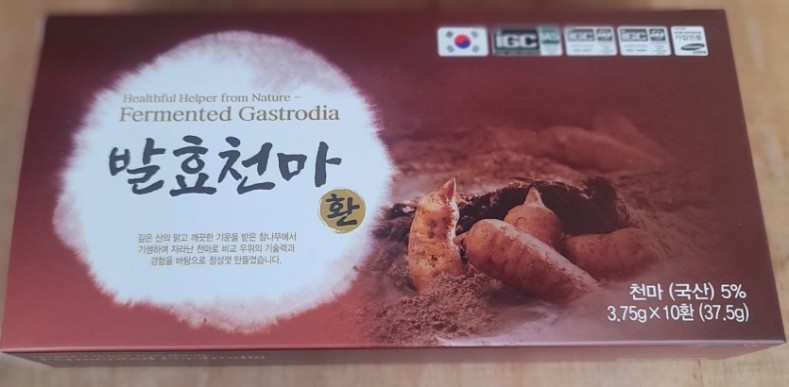 iGC
iGC
iGC
Healthful Helper from Nature –
Fermented Gastrodia
발효천마
환
깊은 산의 맑고 깨끗한 기운을 받은 참나무에서
기생하여 자라난 천마로 비교 우위의 기술력과
경험을 바탕으로 정성껏 만들었습니다.
천마 (국산) 5%
3.75g×10환 (37.5g)